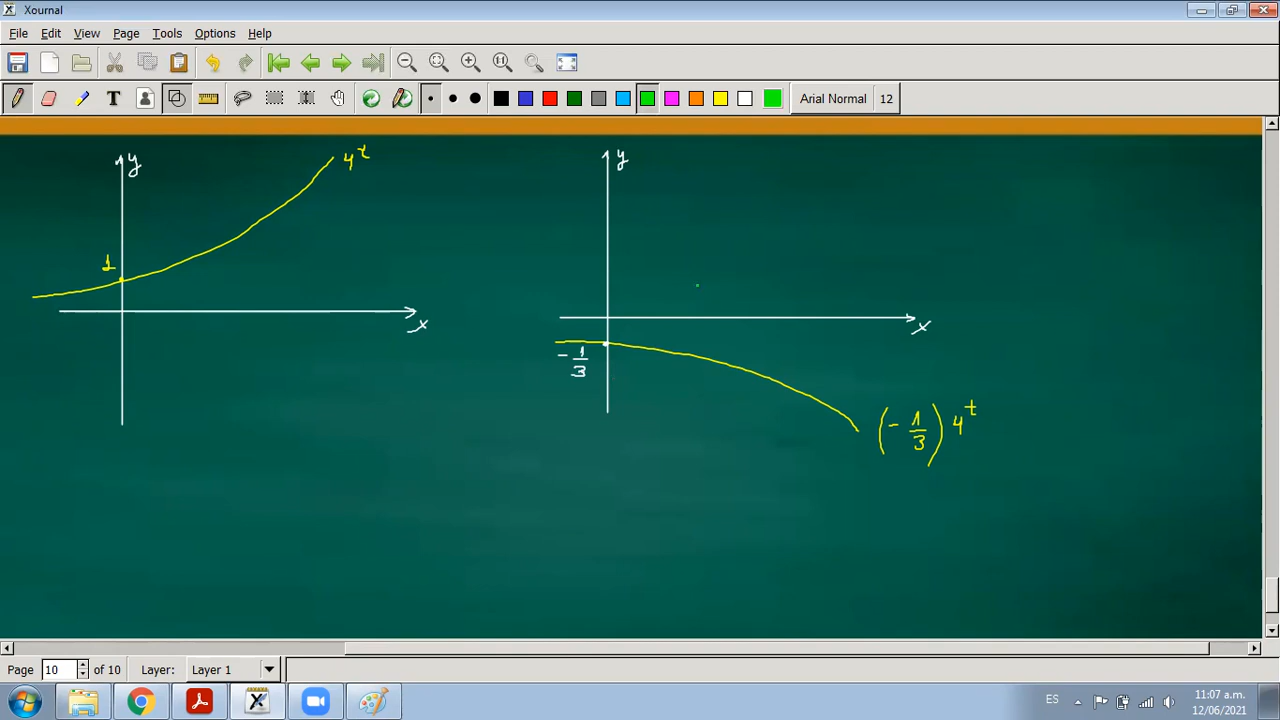 Xournal
File Edit View Page Tools Options Help
Arial Normal 12
y
4^x
1
x
y
x
-1/3
(-1/3) 4^t
Page 10 of 10 Layer: Layer 1
ES 11:07 a.m.
12/06/2021